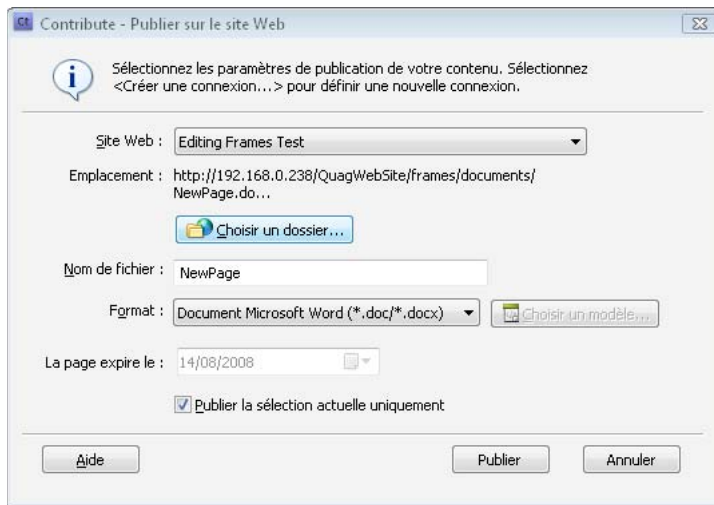 Ct Contribute - Publier sur le site Web
Sélectionnez les paramètres de publication de votre contenu. Sélectionnez
<Créer une connexion...> pour définir une nouvelle connexion.
Site Web : Editing Frames Test
Emplacement : http://192.168.0.238/QuagWebSite/frames/documents/
NewPage.do...
Choisir un dossier...
Nom de fichier : NewPage
Format : Document Microsoft Word (*.doc/*.docx) Choisir un modèle...
La page expire le : 14/08/2008
Publier la sélection actuelle uniquement
Aide Publier Annuler